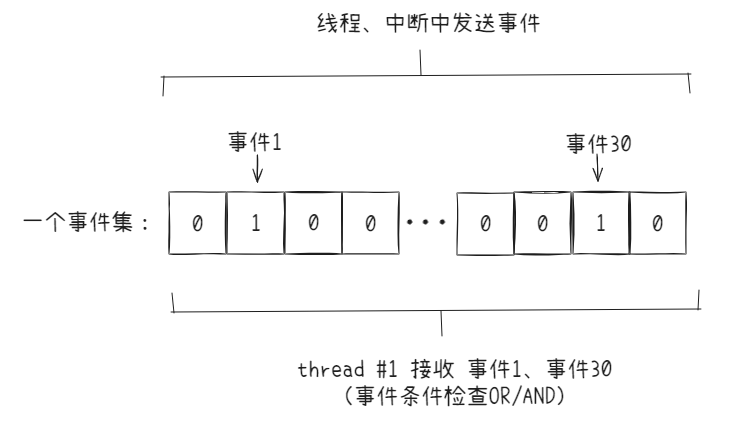 线程、中断中发送事件
事件1 事件30
一个事件集： 0 1 0 0 ··· 0 0 1 0
thread #1 接收 事件1、事件30
（事件条件检查OR/AND）